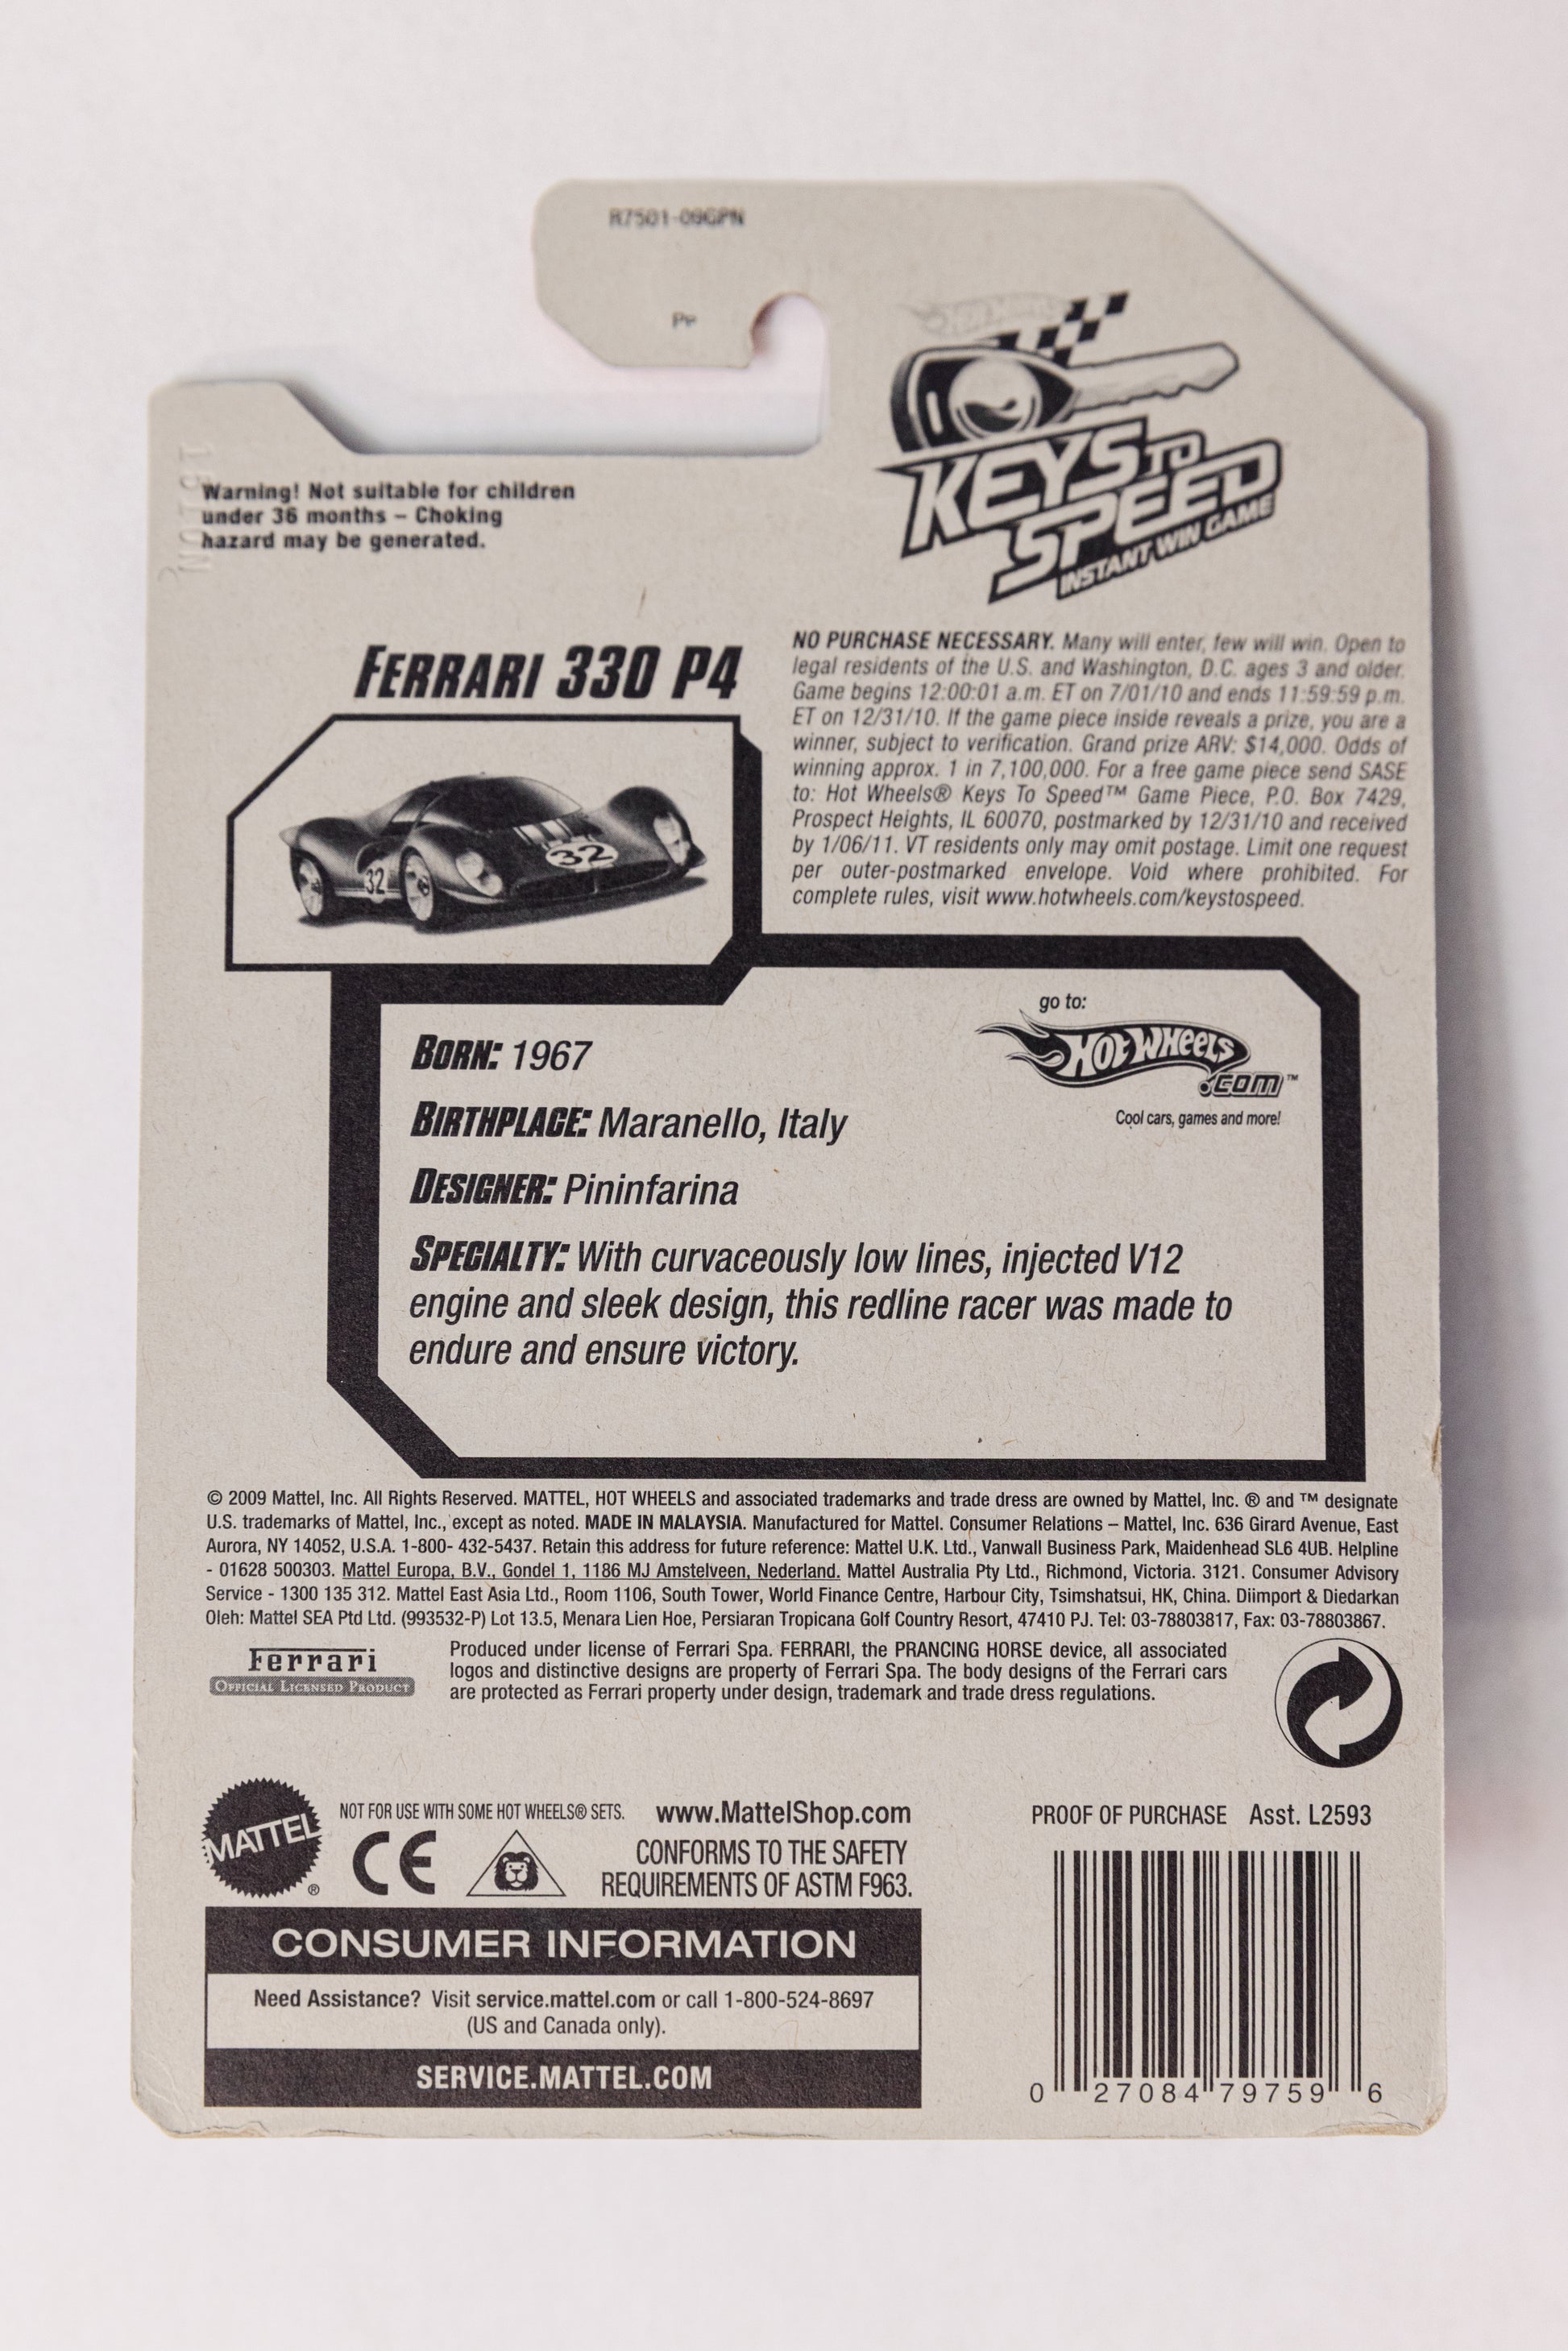 R7501-09GPN
Pe
Warning! Not suitable for children
under 36 months – Choking
hazard may be generated.
HOT WHEELS
KEYS TO
SPEED
INSTANT WIN GAME
FERRARI 330 P4
32
32
NO PURCHASE NECESSARY. Many will enter, few will win. Open to
legal residents of the U.S. and Washington, D.C. ages 3 and older.
Game begins 12:00:01 a.m. ET on 7/01/10 and ends 11:59:59 p.m.
ET on 12/31/10. If the game piece inside reveals a prize, you are a
winner, subject to verification. Grand prize ARV: $14,000. Odds of
winning approx. 1 in 7,100,000. For a free game piece send SASE
to: Hot Wheels® Keys To Speed™ Game Piece, P.O. Box 7429,
Prospect Heights, IL 60070, postmarked by 12/31/10 and received
by 1/06/11. VT residents only may omit postage. Limit one request
per outer-postmarked envelope. Void where prohibited. For
complete rules, visit www.hotwheels.com/keystospeed.
go to:
HOT WHEELS
.COM™
Cool cars, games and more!
BORN: 1967
BIRTHPLACE: Maranello, Italy
DESIGNER: Pininfarina
SPECIALTY: With curvaceously low lines, injected V12
engine and sleek design, this redline racer was made to
endure and ensure victory.
© 2009 Mattel, Inc. All Rights Reserved. MATTEL, HOT WHEELS and associated trademarks and trade dress are owned by Mattel, Inc. ® and ™ designate
U.S. trademarks of Mattel, Inc., except as noted. MADE IN MALAYSIA. Manufactured for Mattel. Consumer Relations – Mattel, Inc. 636 Girard Avenue, East
Aurora, NY 14052, U.S.A. 1-800- 432-5437. Retain this address for future reference: Mattel U.K. Ltd., Vanwall Business Park, Maidenhead SL6 4UB. Helpline
- 01628 500303. Mattel Europa, B.V., Gondel 1, 1186 MJ Amstelveen, Nederland. Mattel Australia Pty Ltd., Richmond, Victoria. 3121. Consumer Advisory
Service - 1300 135 312. Mattel East Asia Ltd., Room 1106, South Tower, World Finance Centre, Harbour City, Tsimshatsui, HK, China. Diimport & Diedarkan
Oleh: Mattel SEA Ptd Ltd. (993532-P) Lot 13.5, Menara Lien Hoe, Persiaran Tropicana Golf Country Resort, 47410 PJ. Tel: 03-78803817, Fax: 03-78803867.
Ferrari
OFFICIAL LICENSED PRODUCT
Produced under license of Ferrari Spa. FERRARI, the PRANCING HORSE device, all associated
logos and distinctive designs are property of Ferrari Spa. The body designs of the Ferrari cars
are protected as Ferrari property under design, trademark and trade dress regulations.
MATTEL®
NOT FOR USE WITH SOME HOT WHEELS® SETS.
www.MattelShop.com
CE
CONFORMS TO THE SAFETY
REQUIREMENTS OF ASTM F963.
PROOF OF PURCHASE Asst. L2593
CONSUMER INFORMATION
Need Assistance? Visit service.mattel.com or call 1-800-524-8697
(US and Canada only).
SERVICE.MATTEL.COM
0 27084 79759 6